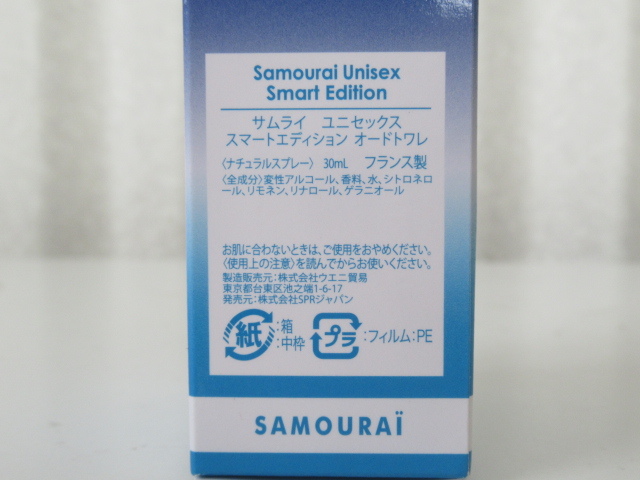 Samourai Unisex
Smart Edition
サムライ ユニセックス
スマートエディション オードトワレ
〈ナチュラルスプレー〉 30mL フランス製
〈全成分〉変性アルコール、香料、水、シトロネロ
ール、リモネン、リナロール、ゲラニオール
お肌に合わないときは、ご使用をおやめください。
〈使用上の注意〉を読んでからお使いください。
製造販売元：株式会社ウエニ貿易
東京都台東区池之端1-6-17
発売元：株式会社SPRジャパン
紙 ：箱
：中枠
プラ ：フィルム：PE
SAMOURAÏ